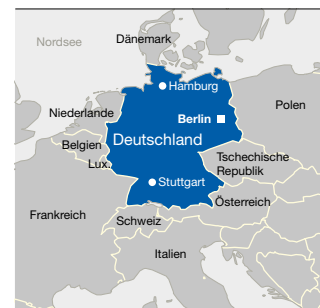 Nordsee
Dänemark
Hamburg
Niederlande
Berlin
Polen
Deutschland
Belgien
Lux.
Tschechische
Republik
Stuttgart
Österreich
Frankreich
Schweiz
Italien